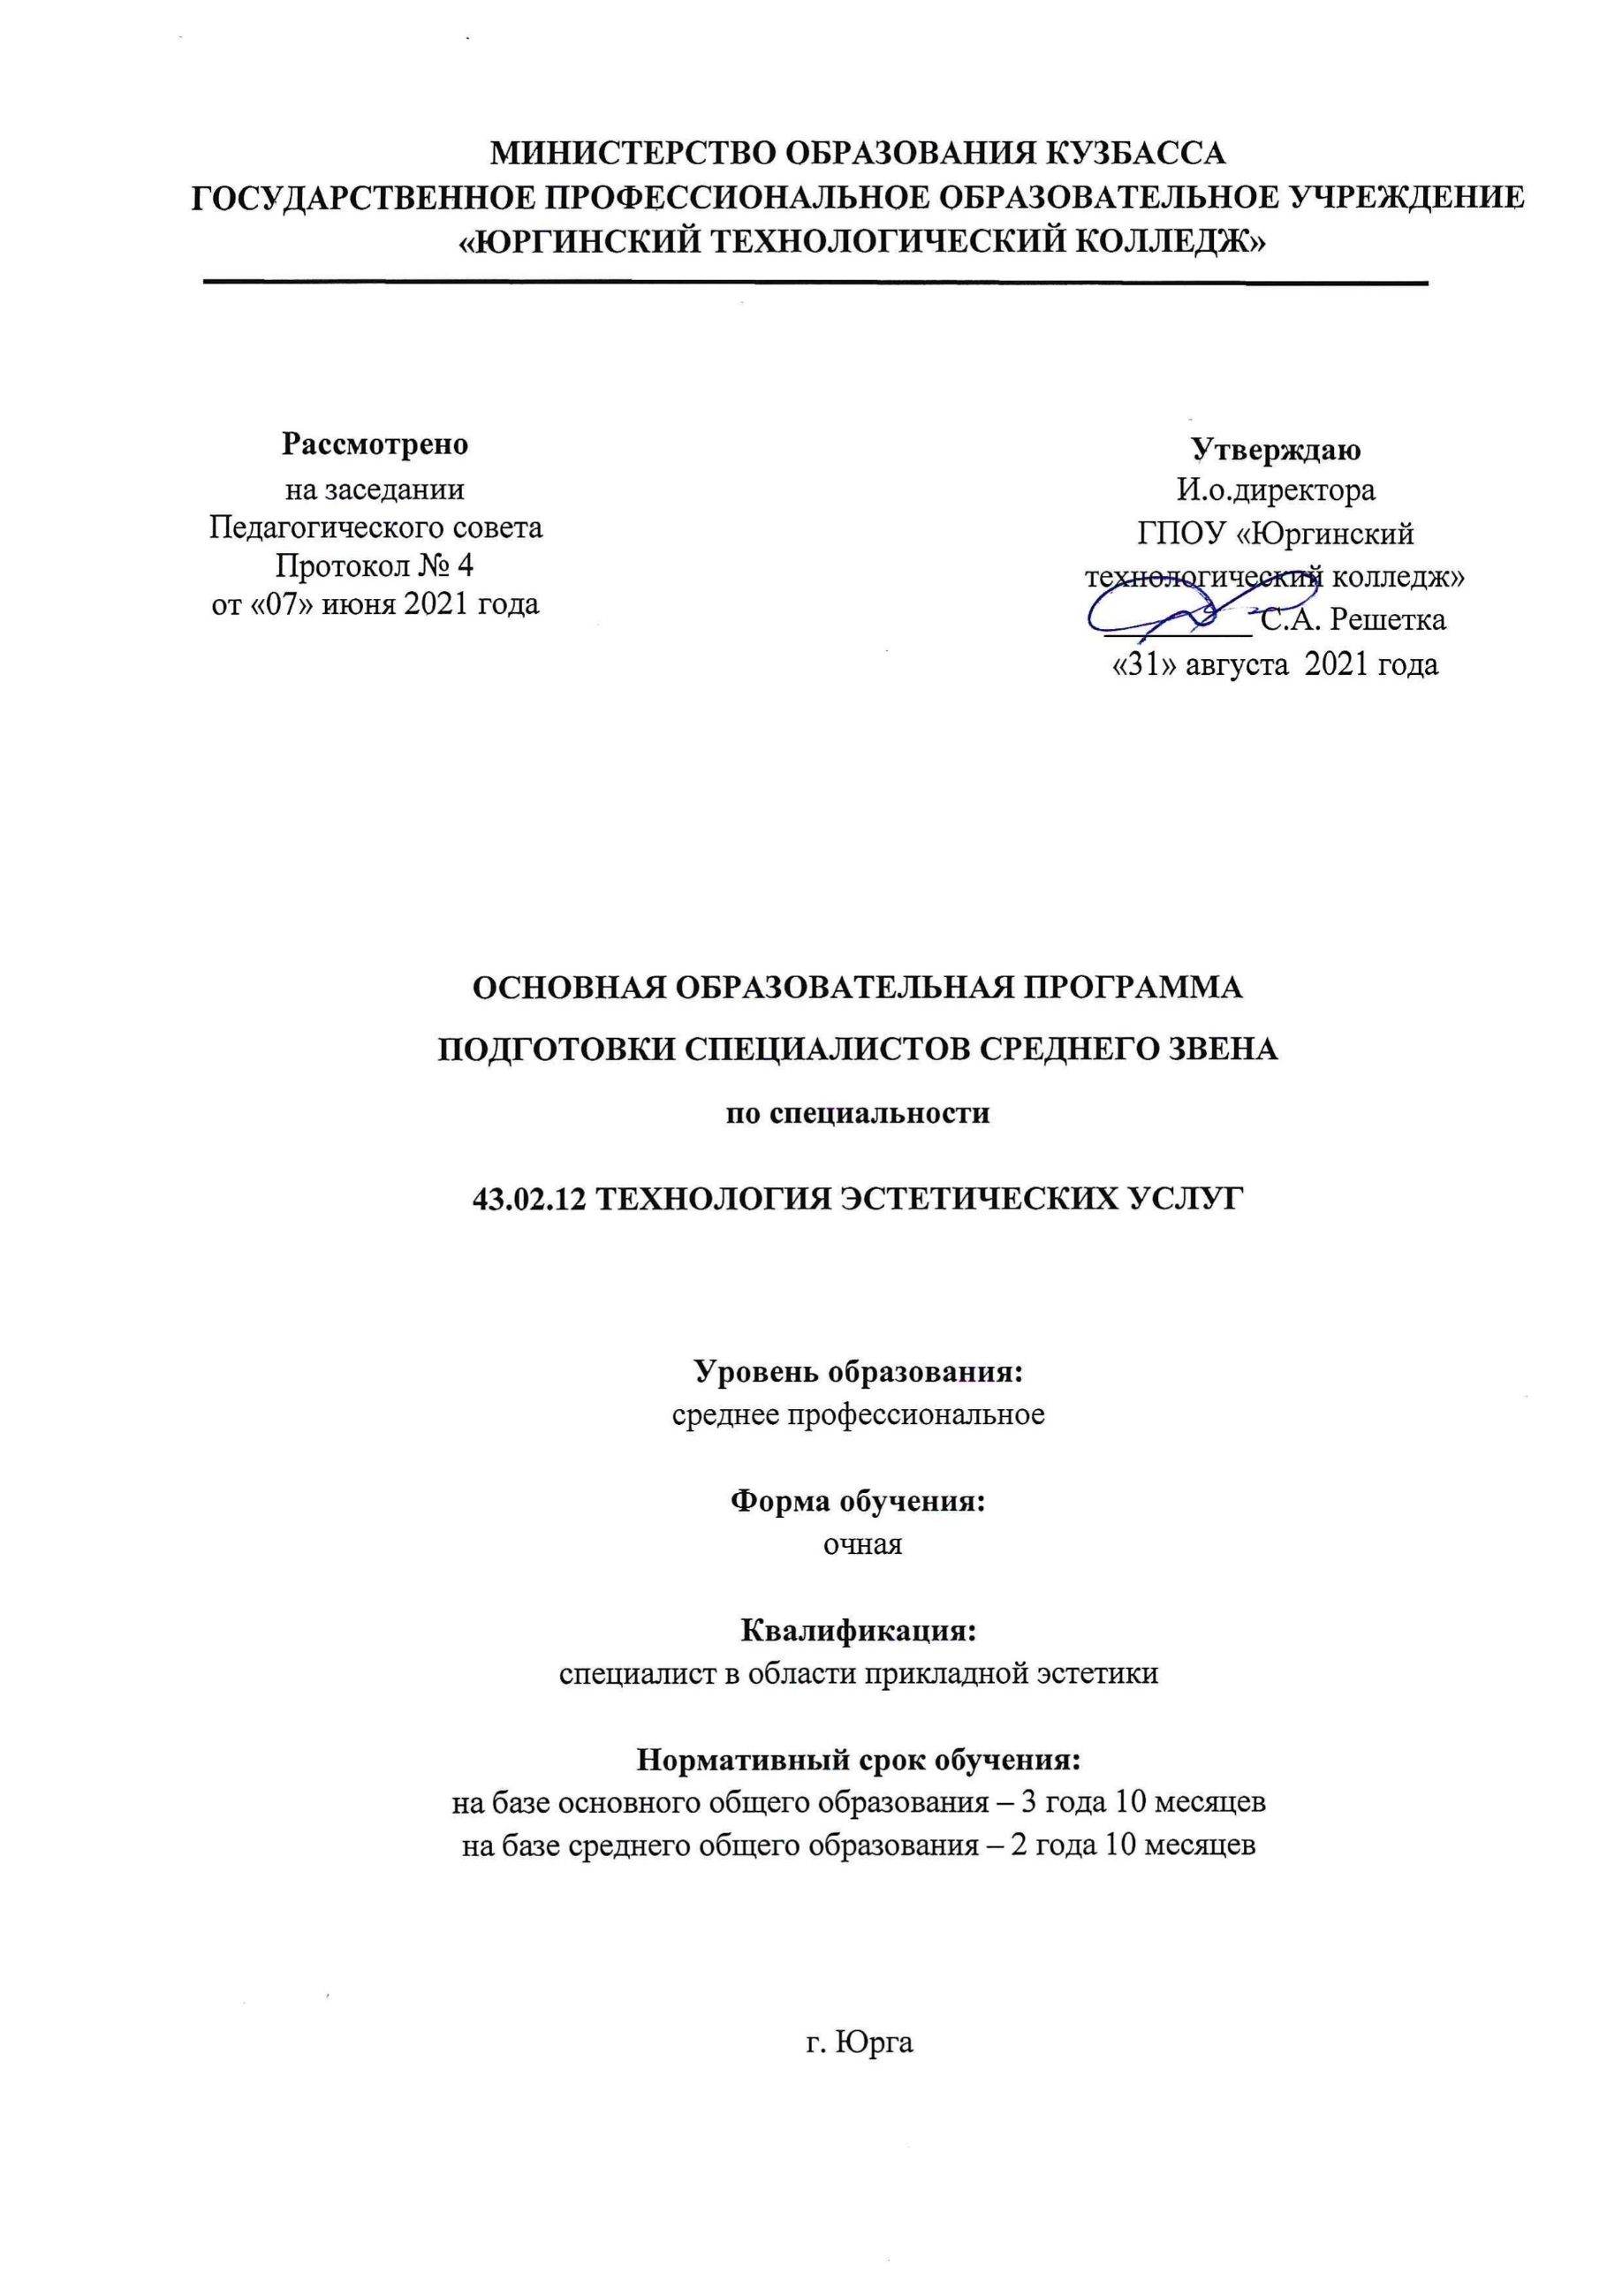 МИНИСТЕРСТВО ОБРАЗОВАНИЯ КУЗБАССА
ГОСУДАРСТВЕННОЕ ПРОФЕССИОНАЛЬНОЕ ОБРАЗОВАТЕЛЬНОЕ УЧРЕЖДЕНИЕ
«ЮРГИНСКИЙ ТЕХНОЛОГИЧЕСКИЙ КОЛЛЕДЖ»
Рассмотрено
на заседании
Педагогического совета
Протокол № 4
от «07» июня 2021 года
Утверждаю
И.о.директора
ГПОУ «Юргинский
технологический колледж»
С.А. Решетка
«31» августа 2021 года
ОСНОВНАЯ ОБРАЗОВАТЕЛЬНАЯ ПРОГРАММА
ПОДГОТОВКИ СПЕЦИАЛИСТОВ СРЕДНЕГО ЗВЕНА
по специальности
43.02.12 ТЕХНОЛОГИЯ ЭСТЕТИЧЕСКИХ УСЛУГ
Уровень образования:
среднее профессиональное
Форма обучения:
очная
Квалификация:
специалист в области прикладной эстетики
Нормативный срок обучения:
на базе основного общего образования – 3 года 10 месяцев
на базе среднего общего образования – 2 года 10 месяцев
г. Юрга